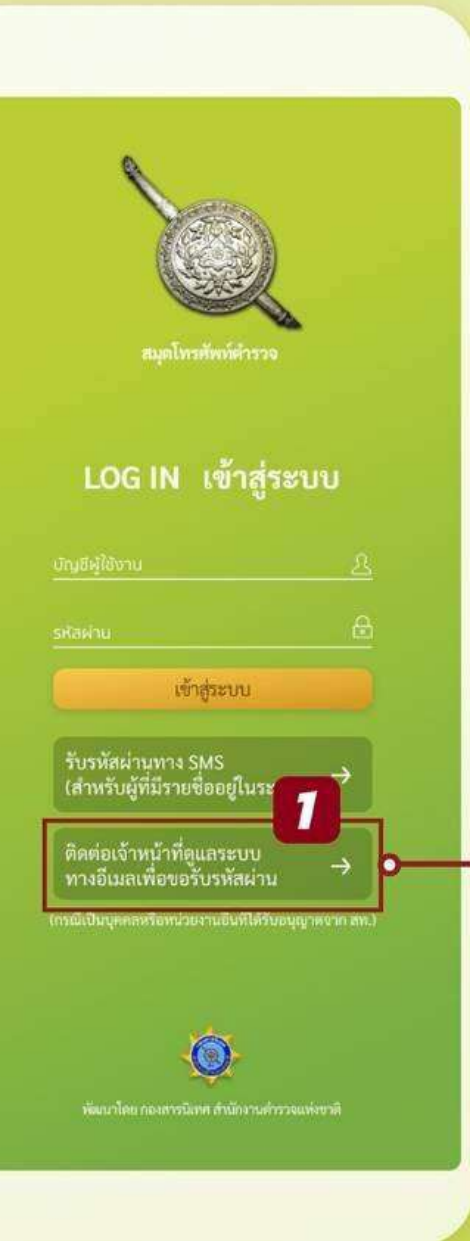 สมุดโทรศัพท์ตำรวจ
LOG IN เข้าสู่ระบบ
บัญชีผู้ใช้งาน
รหัสผ่าน
เข้าสู่ระบบ
รับรหัสผ่านทาง SMS
(สำหรับผู้ที่มีรายชื่ออยู่ในระ
1
ติดต่อเจ้าหน้าที่ดูแลระบบ
ทางอีเมลเพื่อขอรับรหัสผ่าน
(กรณีเป็นบุคคลหรือหน่วยงานอื่นที่ได้รับอนุญาตจาก สท.)
พัฒนาโดย กองสารนิเทศ สำนักงานตำรวจแห่งชาติ